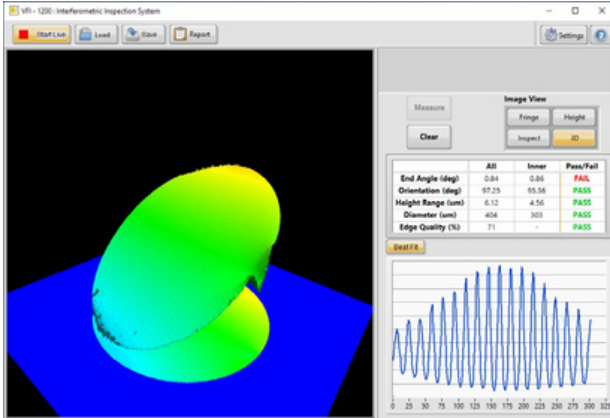 VFI - 1200 : Interferometric Inspection System
Start Live Load Save Report Settings
Image View
Measure Fringe Height
Clear Inspect 3D
All Inner Pass/Fail
End Angle (deg) 0.84 0.86 FAIL
Orientation (deg) 97.25 95.36 PASS
Height Range (um) 6.12 4.56 PASS
Diameter (um) 404 303 PASS
Edge Quality (%) 71 - PASS
Best Fit
0 25 50 75 100 125 150 175 200 225 250 275 300 325